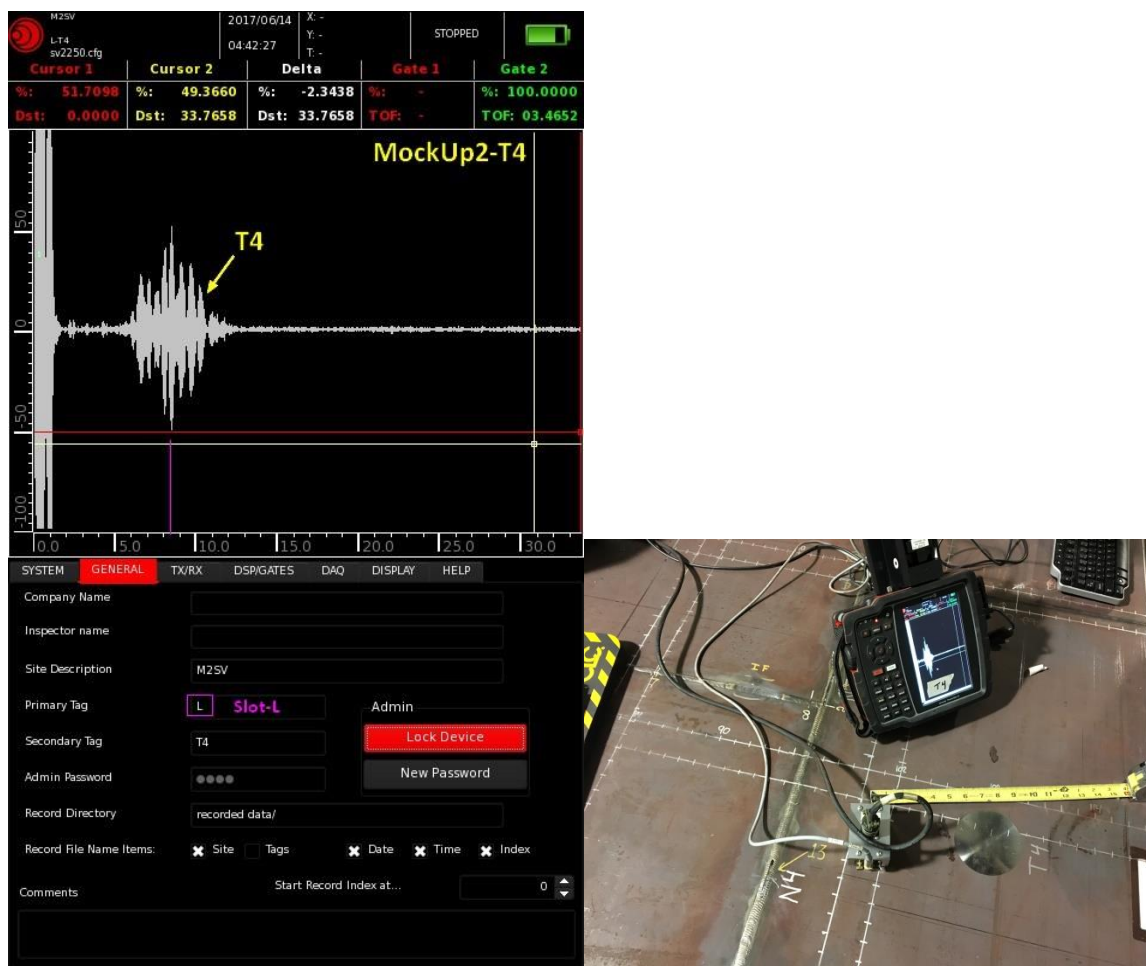 M2SV
L-T4
sv2250.cfg
2017/06/14
04:42:27
X: -
Y: -
T: -
STOPPED
Cursor 1 Cursor 2 Delta Gate 1 Gate 2
%: 51.7098 %: 49.3660 %: -2.3438 %: - %: 100.0000
Dst: 0.0000 Dst: 33.7658 Dst: 33.7658 TOF: - TOF: 03.4652
MockUp2-T4
T4
50
0
-50
-100
0.0 5.0 10.0 15.0 20.0 25.0 30.0
SYSTEM GENERAL TX/RX DSP/GATES DAQ DISPLAY HELP
Company Name
Inspector name
Site Description M2SV
Primary Tag L Slot-L
Admin
Lock Device
Secondary Tag T4
New Password
Admin Password
Record Directory recorded data/
Record File Name Items: Site Tags Date Time Index
Start Record Index at... 0
Comments
IF
T4
90
13
N4
T4